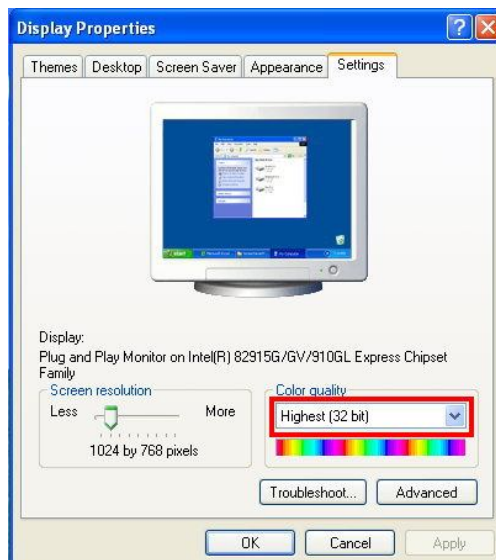 Display Properties
Themes Desktop Screen Saver Appearance Settings
Display:
Plug and Play Monitor on Intel(R) 82915G/GV/910GL Express Chipset
Family
Screen resolution
Less More
1024 by 768 pixels
Color quality
Highest (32 bit)
Troubleshoot... Advanced
OK Cancel Apply